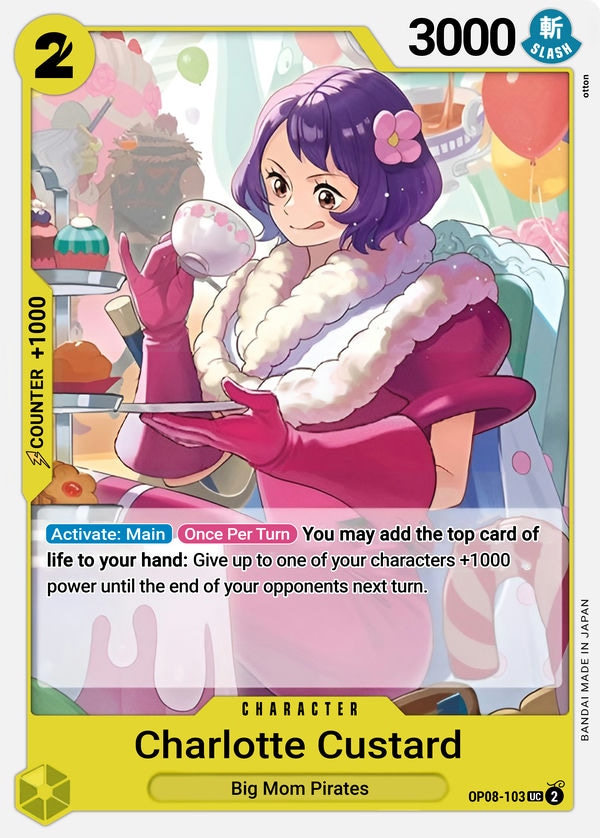 2
3000
斬
SLASH
otton
COUNTER +1000
Activate: Main Once Per Turn You may add the top card of
life to your hand: Give up to one of your characters +1000
power until the end of your opponents next turn.
BANDAI MADE IN JAPAN
CHARACTER
Charlotte Custard
Big Mom Pirates
OP08-103 UC 2